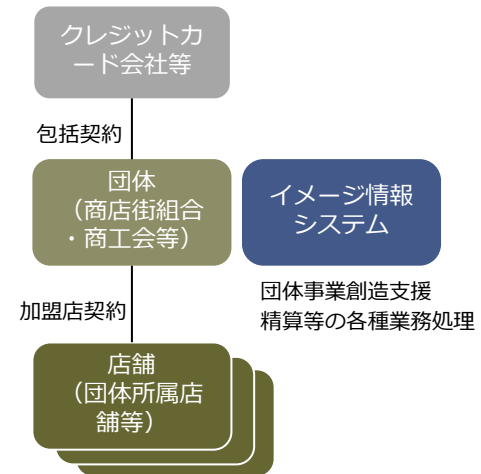 クレジットカ
ード会社等
包括契約
団体
（商店街組合
・商工会等）
イメージ情報
システム
団体事業創造支援
精算等の各種業務処理
加盟店契約
店舗
（団体所属店
舗等）